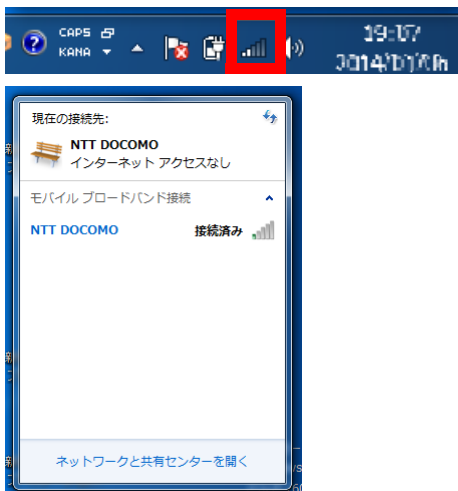 CAPS
KANA
現在の接続先:
NTT DOCOMO
インターネット アクセスなし
モバイル ブロードバンド接続
NTT DOCOMO 接続済み
ネットワークと共有センターを開く